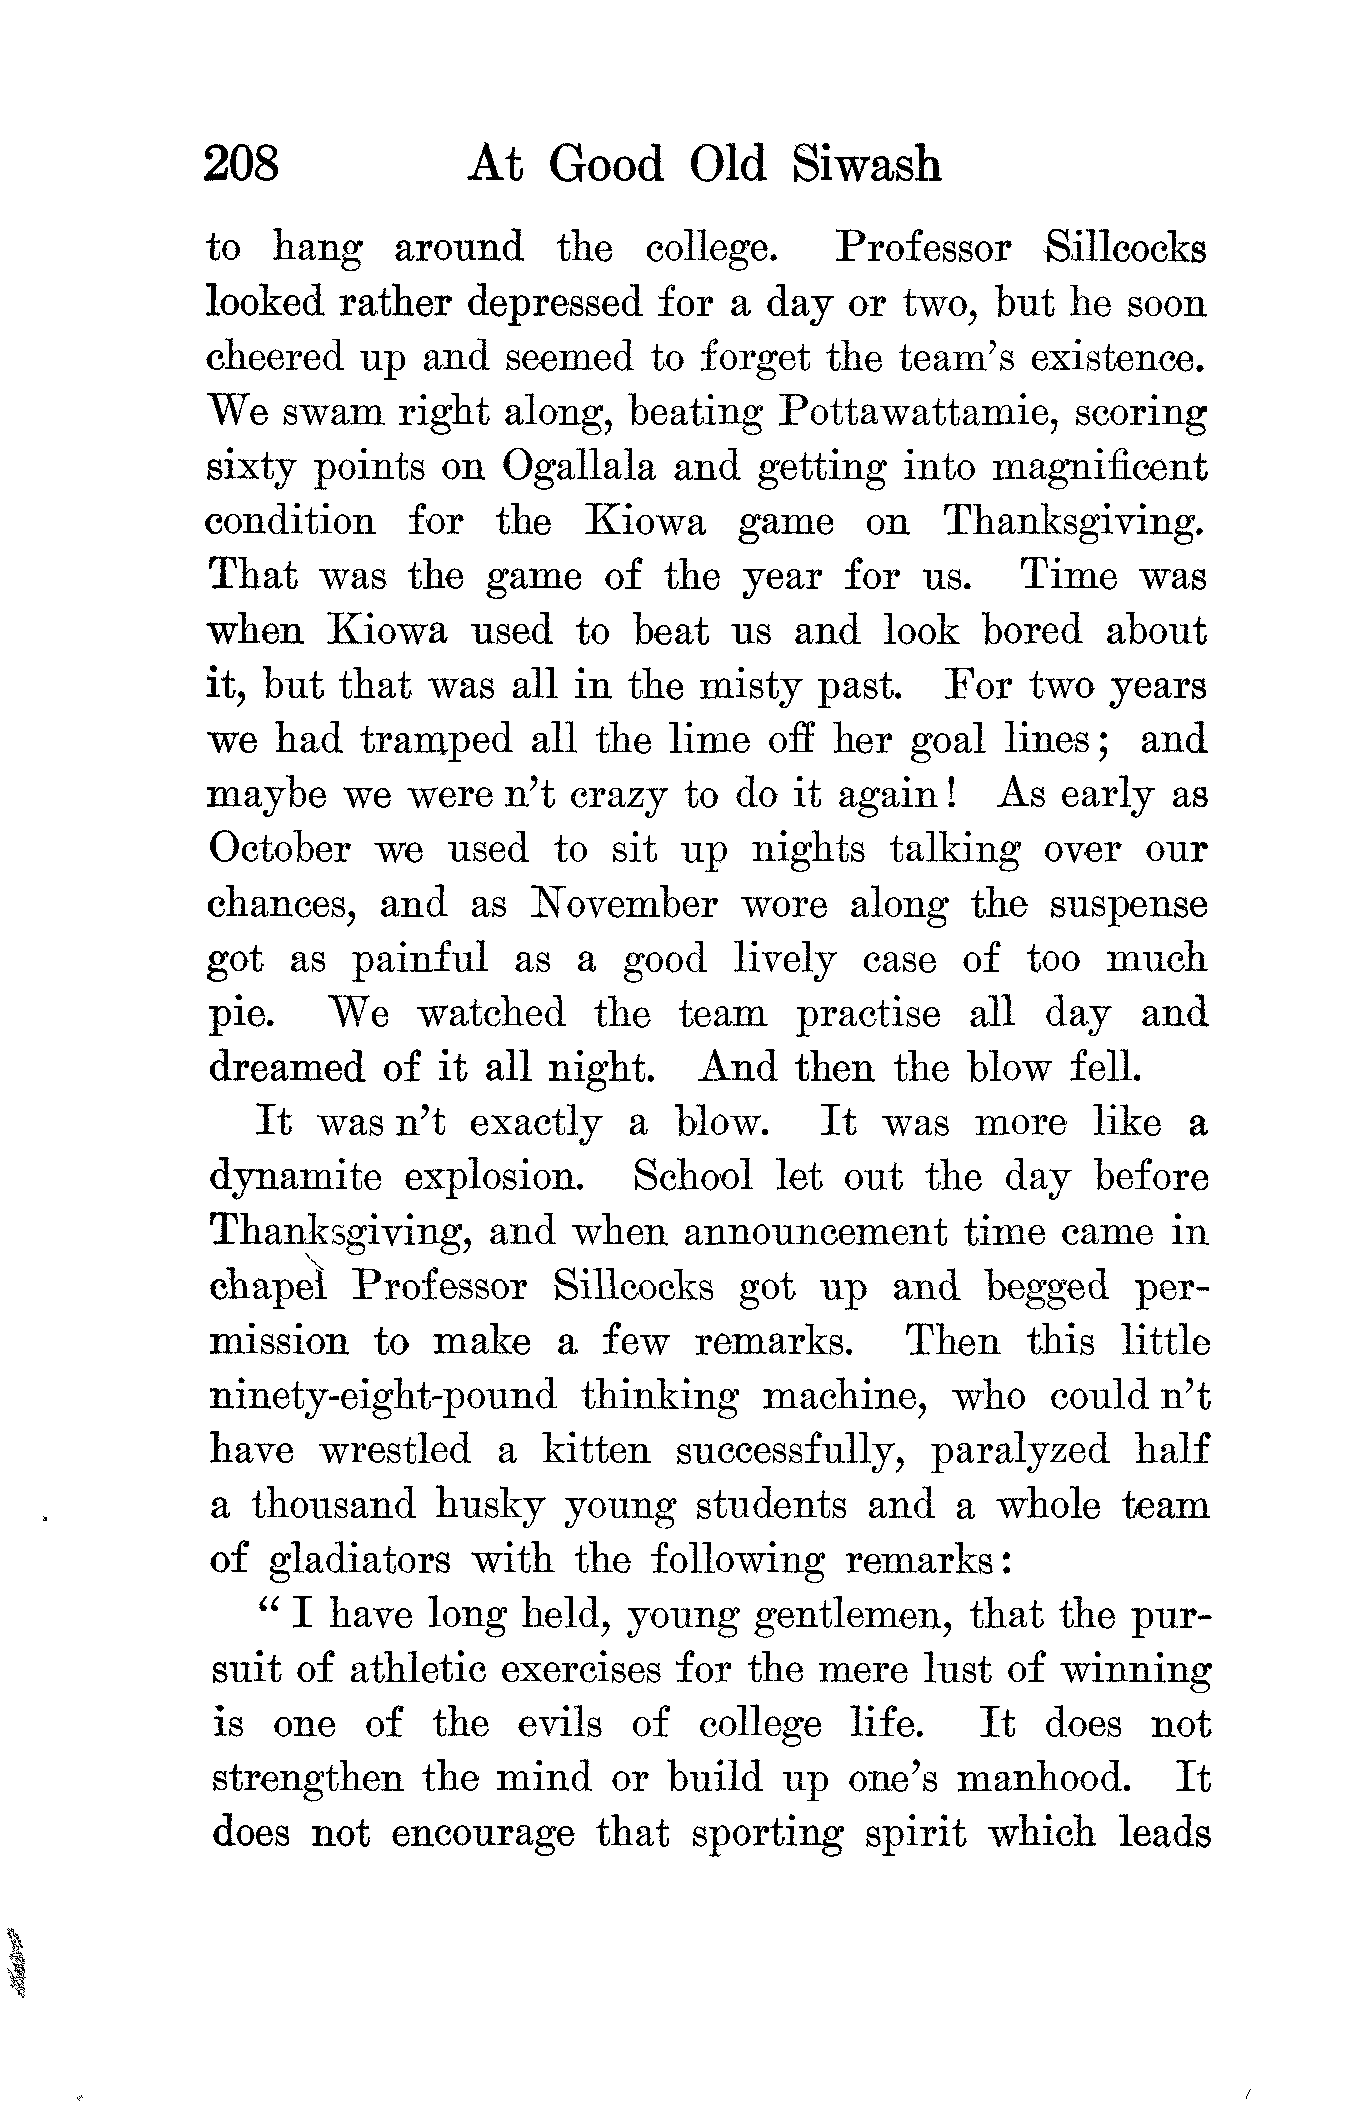 208 At Good Old Siwash
to hang around the college. Professor Sillcocks
looked rather depressed for a day or two, but he soon
cheered up and seemed to forget the team's existence.
We swam right along, beating Pottawattamie, scoring
sixty points on Ogallala and getting into magnificent
condition for the Kiowa game on Thanksgiving.
That was the game of the year for us. Time was
when Kiowa used to beat us and look bored about
it, but that was all in the misty past. For two years
we had tramped all the lime off her goal lines; and
maybe we were n't crazy to do it again! As early as
October we used to sit up nights talking over our
chances, and as November wore along the suspense
got as painful as a good lively case of too much
pie. We watched the team practise all day and
dreamed of it all night. And then the blow fell.
It was n't exactly a blow. It was more like a
dynamite explosion. School let out the day before
Thanksgiving, and when announcement time came in
chapel Professor Sillcocks got up and begged per-
mission to make a few remarks. Then this little
ninety-eight-pound thinking machine, who could n't
have wrestled a kitten successfully, paralyzed half
a thousand husky young students and a whole team
of gladiators with the following remarks:
"I have long held, young gentlemen, that the pur-
suit of athletic exercises for the mere lust of winning
is one of the evils of college life. It does not
strengthen the mind or build up one's manhood. It
does not encourage that sporting spirit which leads